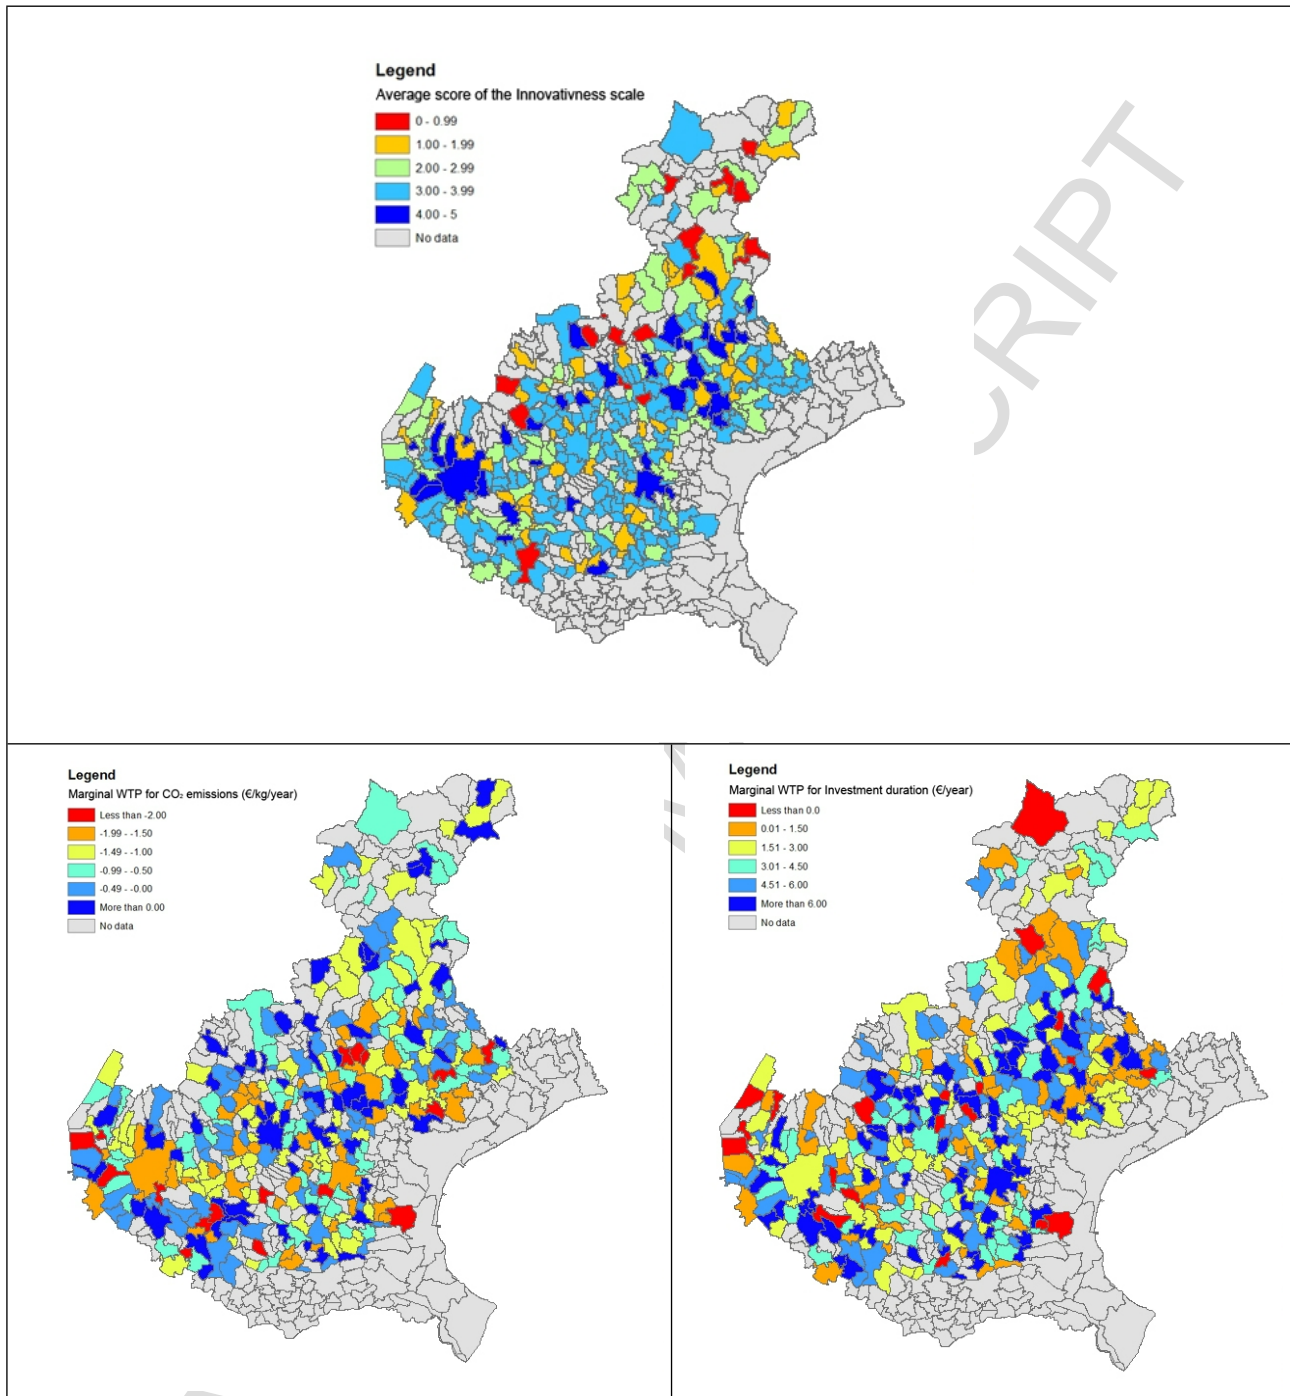 Legend
Average score of the Innovativness scale
0 - 0.99
1.00 - 1.99
2.00 - 2.99
3.00 - 3.99
4.00 - 5
No data
CRIPT
Legend
Marginal WTP for CO₂ emissions (€/kg/year)
Less than -2.00
-1.99 - -1.50
-1.49 - -1.00
-0.99 - -0.50
-0.49 - -0.00
More than 0.00
No data
Legend
Marginal WTP for Investment duration (€/year)
Less than 0.0
0.01 - 1.50
1.51 - 3.00
3.01 - 4.50
4.51 - 6.00
More than 6.00
No data